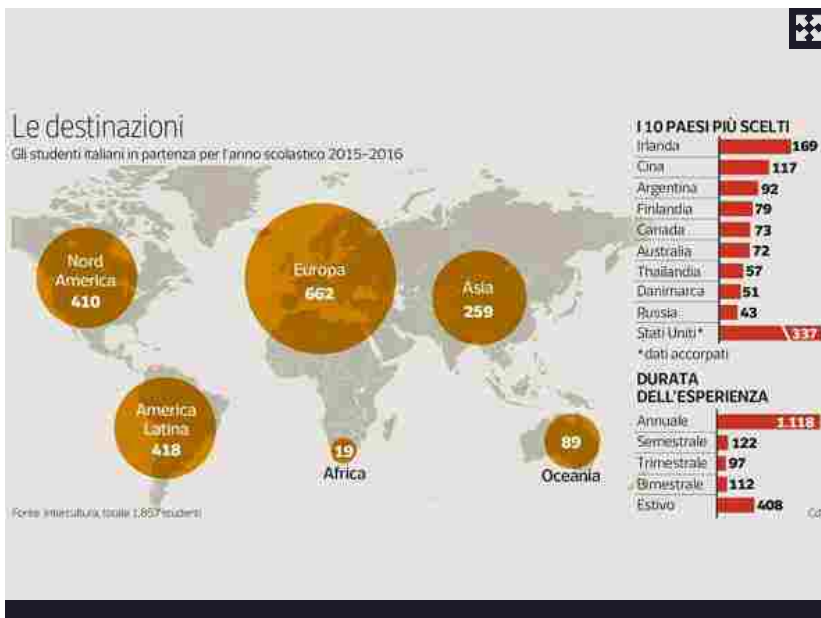 Le destinazioni
Gli studenti italiani in partenza per l'anno scolastico 2015-2016
Nord
America
410
Europa
662
Asia
259
America
Latina
418
19
Africa
89
Oceania
Fonte: Intercultura, totale 1.857 studenti
I 10 PAESI PIÙ SCELTI
Irlanda 169
Cina 117
Argentina 92
Finlandia 79
Canada 73
Australia 72
Thailandia 57
Danimarca 51
Russia 43
Stati Uniti* 337
*dati accorpati
DURATA
DELL'ESPERIENZA
Annuale 1.118
Semestrale 122
Trimestrale 97
Bimestrale 112
Estivo 408